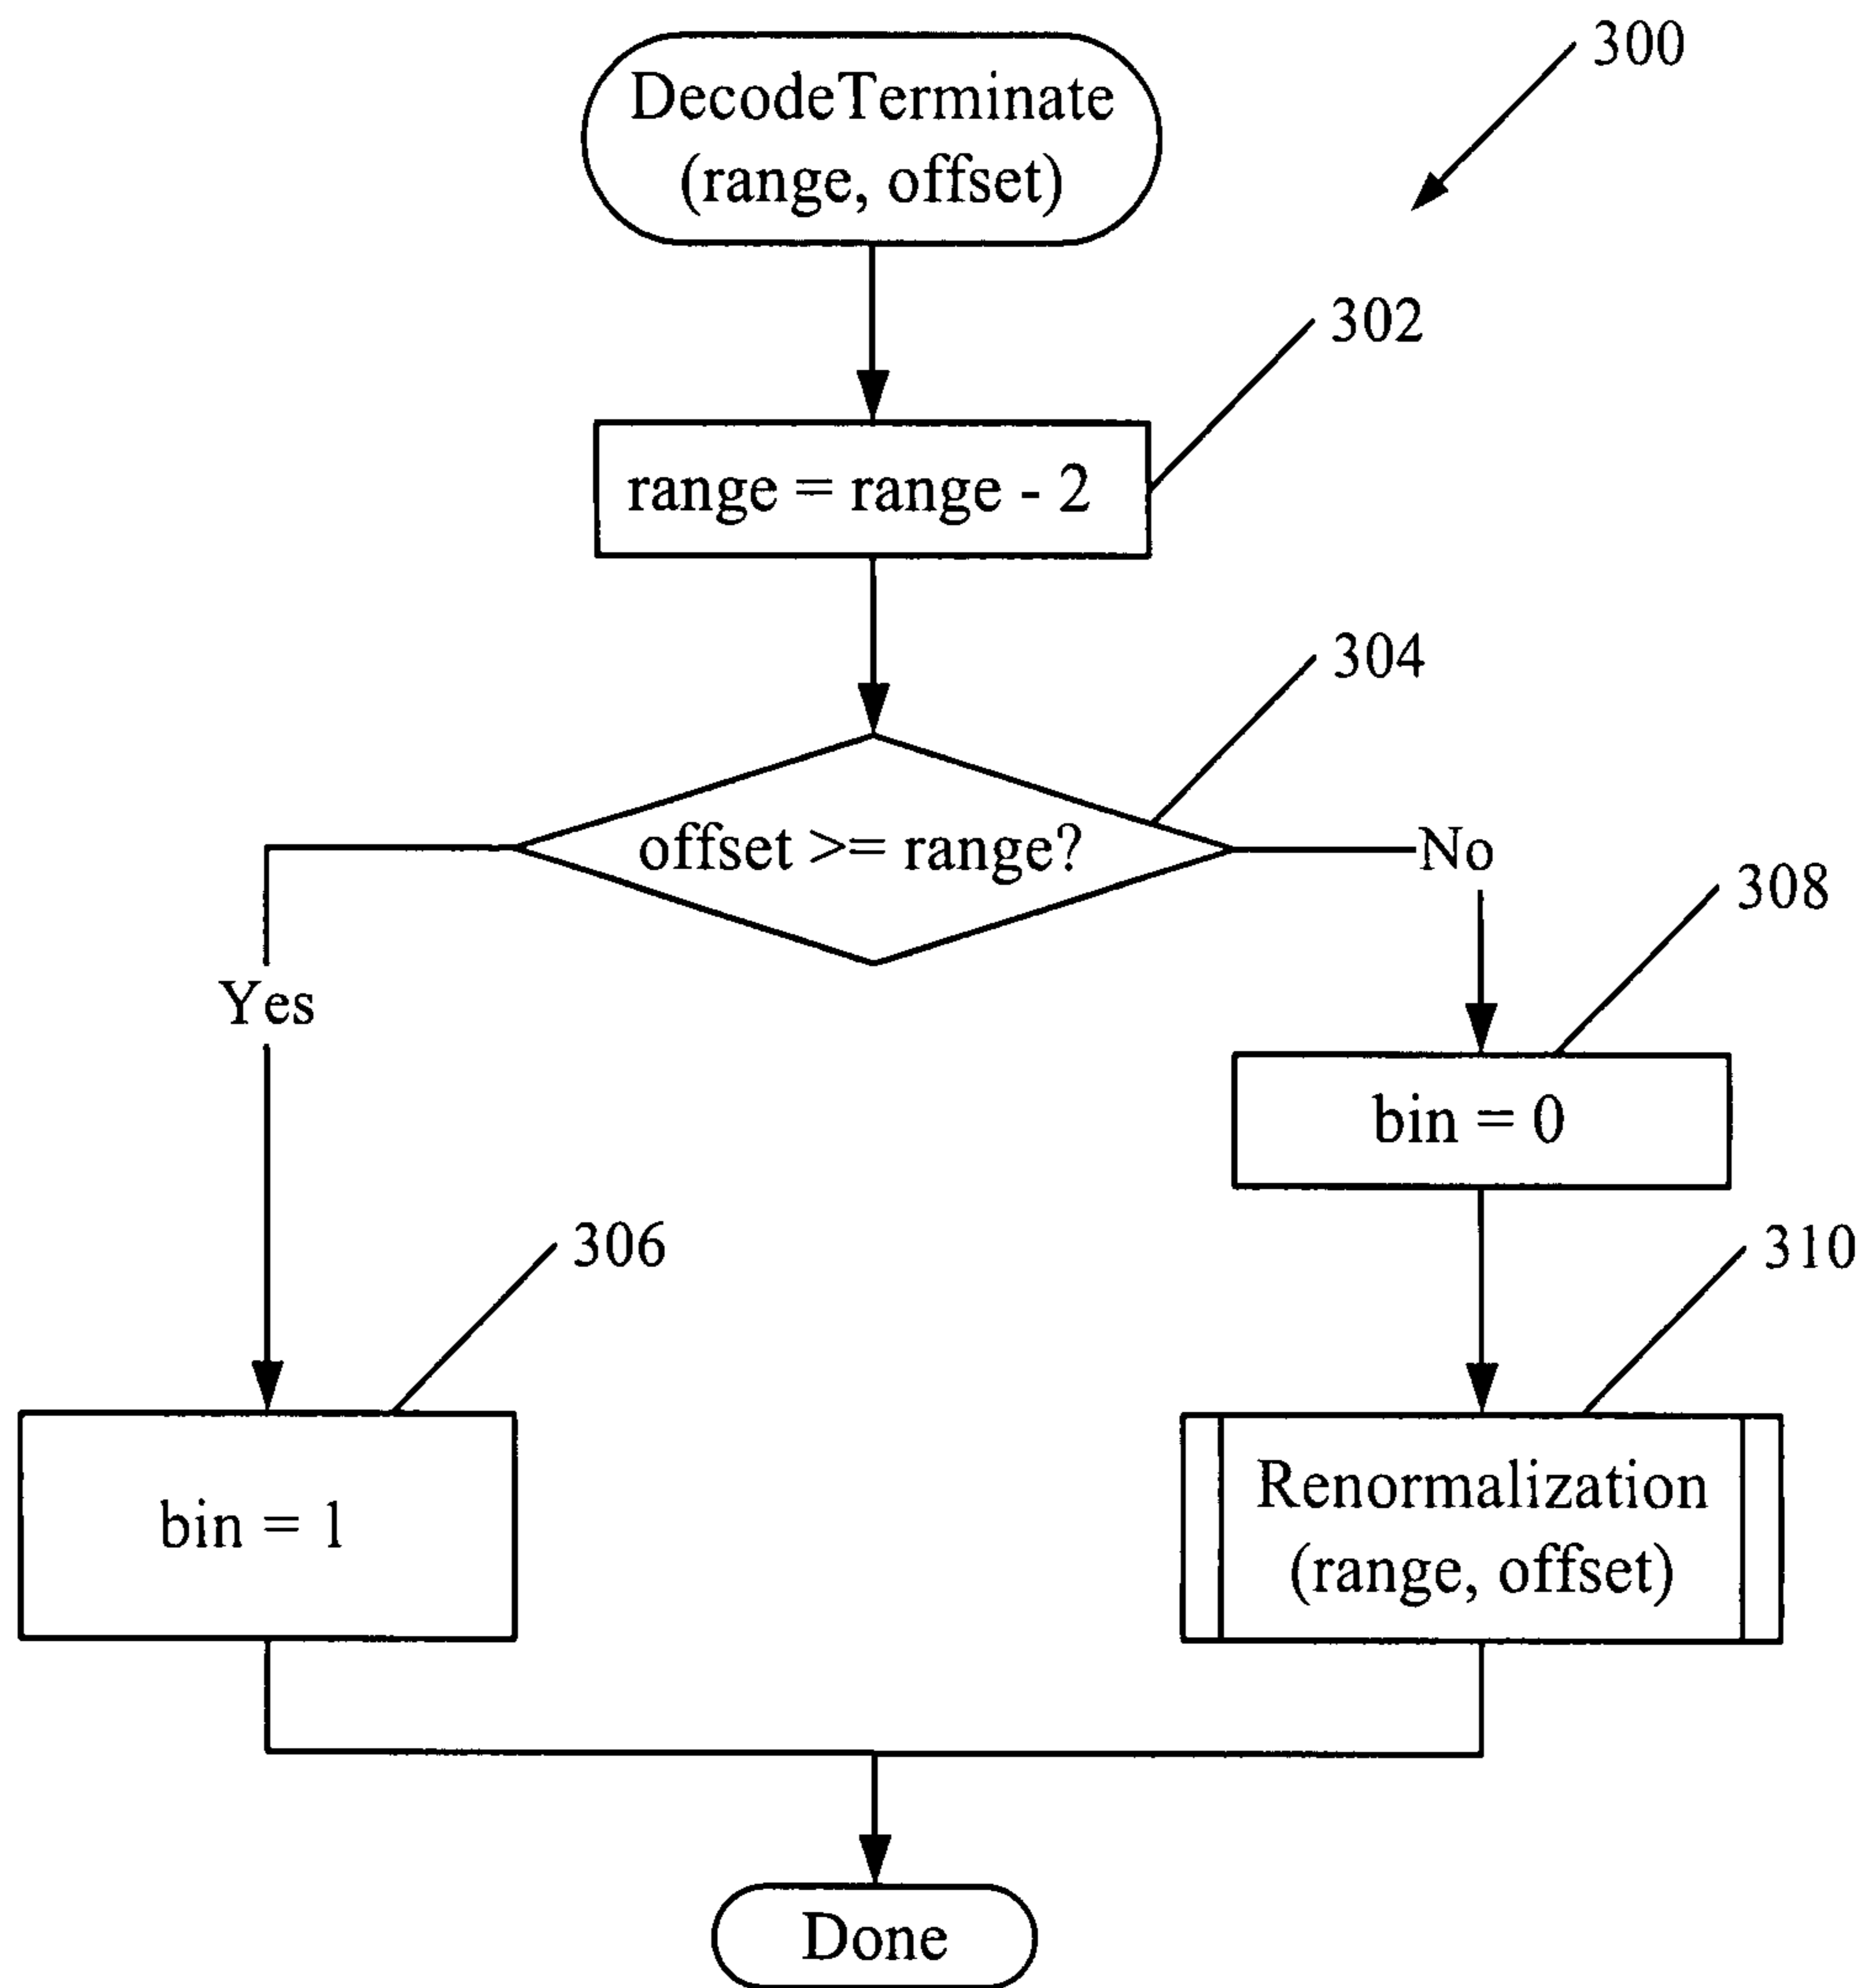 300
DecodeTerminate
(range, offset)
302
range = range - 2
304
offset >= range?
No
308
Yes
bin = 0
306
310
bin = 1
Renormalization
(range, offset)
Done